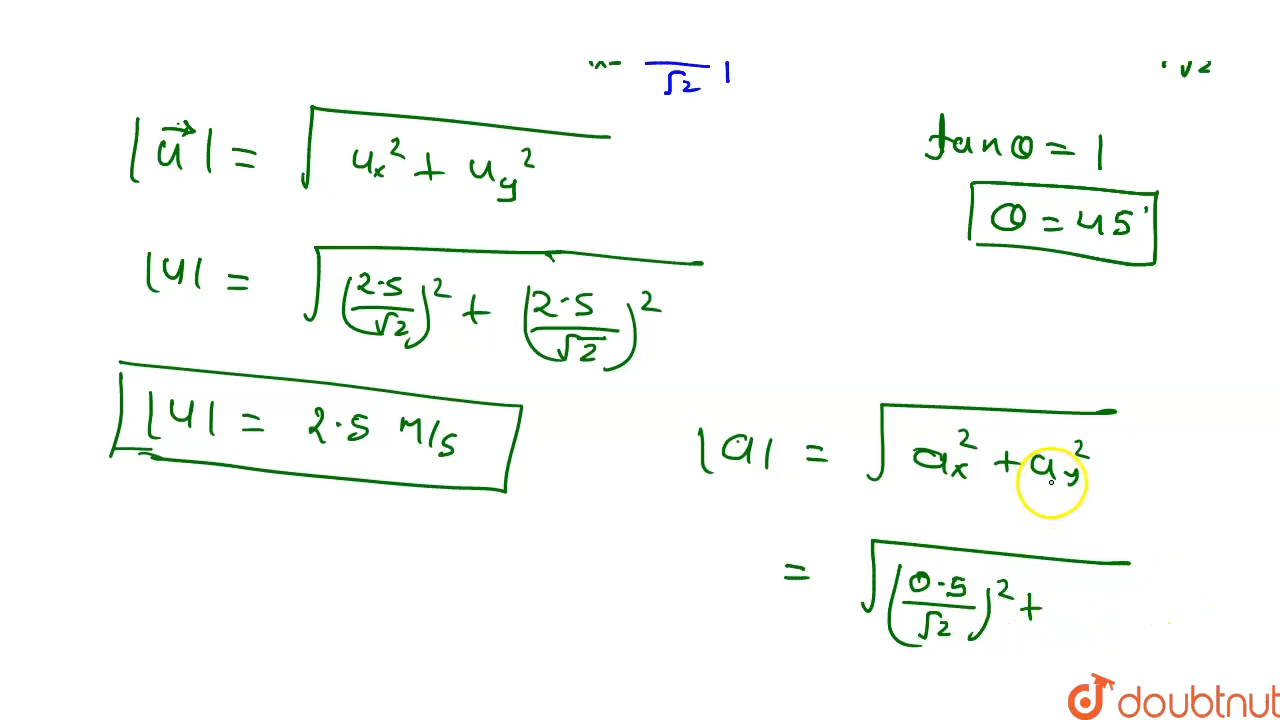 √2
|u⃗| = √(uₓ² + u_y²)
tanθ = 1
θ = 45°
|u| = √((2.5/√2)² + (2.5/√2)²)
|u| = 2.5 M/s
|a| = √(aₓ² + a_y²)
= √((0.5/√2)² +
doubtnut